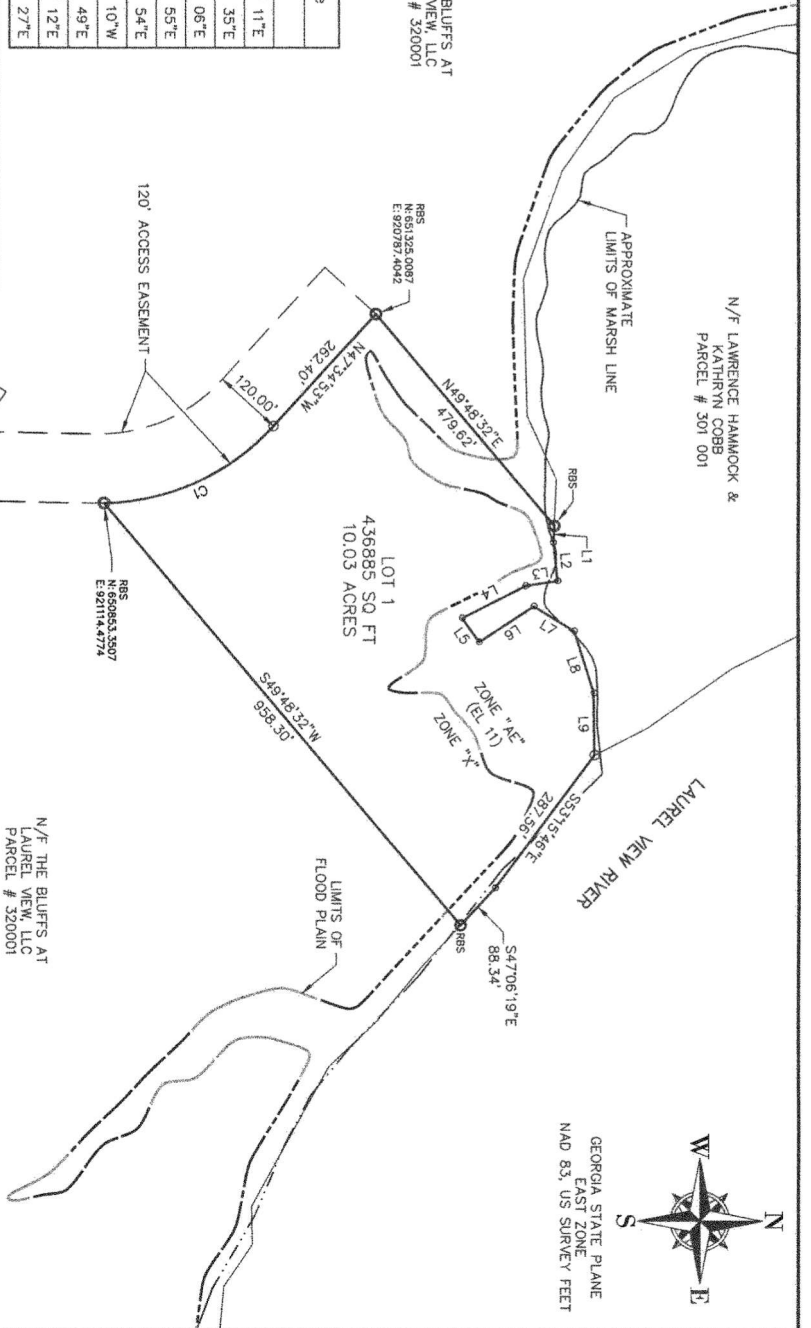 BLUFFS AT
VIEW, LLC
# 320001
N/F LAWRENCE HAMMOCK &
KATHRYN COBB
PARCEL # 301 001
APPROXIMATE
LIMITS OF MARSH LINE
N
W
E
S
GEORGIA STATE PLANE
EAST ZONE
NAD 83, US SURVEY FEET
LAUREL VIEW RIVER
RBS
L1
L2
L3
L4
L5
L6
L7
L8
L9
RBS
N:651325.0087
E:920787.4042
N49°48'32"E
479.62'
N47°34'53"W
262.40'
120.00'
120' ACCESS EASEMENT
C1
LOT 1
436885 SQ FT
10.03 ACRES
ZONE "AE"
(EL 11)
ZONE "X"
S53°15'46"E
287.56'
S47°06'19"E
88.34'
RBS
S49°48'32"W
958.30'
RBS
N:650853.3507
E:921114.4774
LIMITS OF
FLOOD PLAIN
N/F THE BLUFFS AT
LAUREL VIEW, LLC
PARCEL # 320001
e
11"E
35"E
06"E
55"E
54"E
10"W
49"E
12"E
27"E